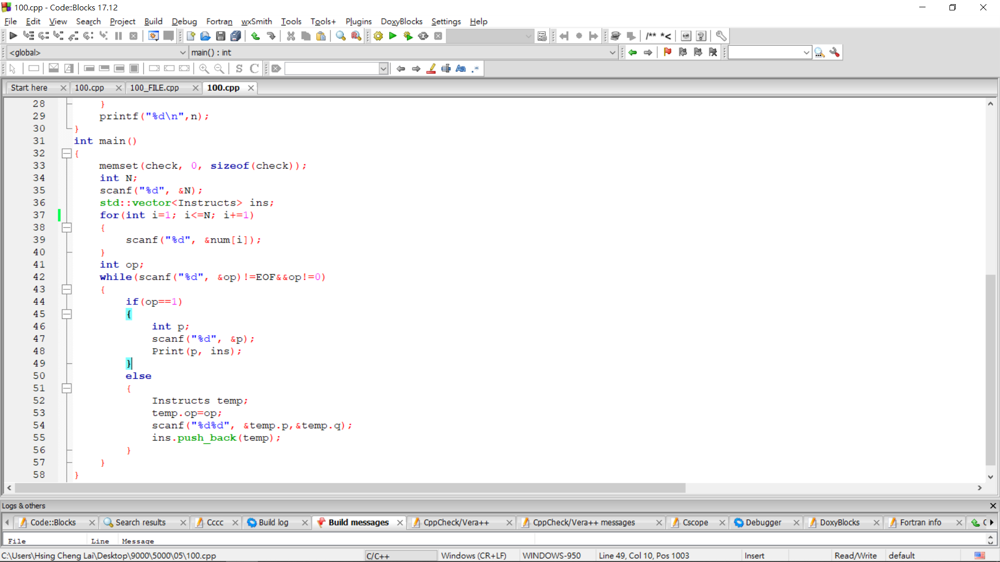 100.cpp - Code::Blocks 17.12
File Edit View Search Project Build Debug Fortran wxSmith Tools Tools+ Plugins DoxyBlocks Settings Help
/** *<
<global> main() : int
S C Aa .*
Start here 100.cpp 100_FILE.cpp 100.cpp
28 }
29 printf("%d\n",n);
30 }
31 int main()
32 {
33 memset(check, 0, sizeof(check));
34 int N;
35 scanf("%d", &N);
36 std::vector<Instructs> ins;
37 for(int i=1; i<=N; i+=1)
38 {
39 scanf("%d", &num[i]);
40 }
41 int op;
42 while(scanf("%d", &op)!=EOF&&op!=0)
43 {
44 if(op==1)
45 {
46 int p;
47 scanf("%d", &p);
48 Print(p, ins);
49 }
50 else
51 {
52 Instructs temp;
53 temp.op=op;
54 scanf("%d%d", &temp.p,&temp.q);
55 ins.push_back(temp);
56 }
57 }
58 }
Logs & others
Code::Blocks Search results Cccc Build log Build messages CppCheck/Vera++ CppCheck/Vera++ messages Cscope Debugger DoxyBlocks Fortran info
File Line Message
C:\Users\Hsing Cheng Lai\Desktop\9000\5000\05\100.cpp C/C++ Windows (CR+LF) WINDOWS-950 Line 49, Col 10, Pos 1003 Insert Read/Write default